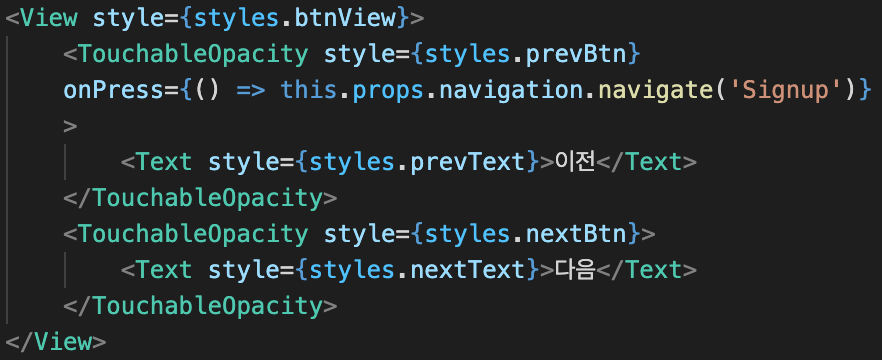 <View style={styles.btnView}>
<TouchableOpacity style={styles.prevBtn}
onPress={() => this.props.navigation.navigate('Signup')}
>
<Text style={styles.prevText}>이전</Text>
</TouchableOpacity>
<TouchableOpacity style={styles.nextBtn}>
<Text style={styles.nextText}>다음</Text>
</TouchableOpacity>
</View>